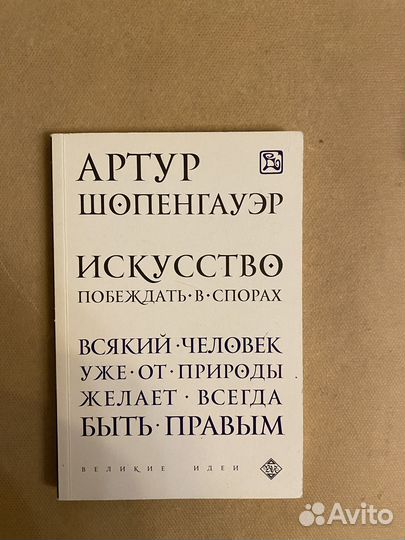 АРТУР
ШОПЕНГАУЭР
ИСКУССТВО
ПОБЕЖДАТЬ·В·СПОРАХ
ВСЯКИЙ·ЧЕЛОВЕК
УЖЕ·ОТ·ПРИРОДЫ
ЖЕЛАЕТ·ВСЕГДА
БЫТЬ·ПРАВЫМ
ВЕЛИКИЕ ИДЕИ
Avito